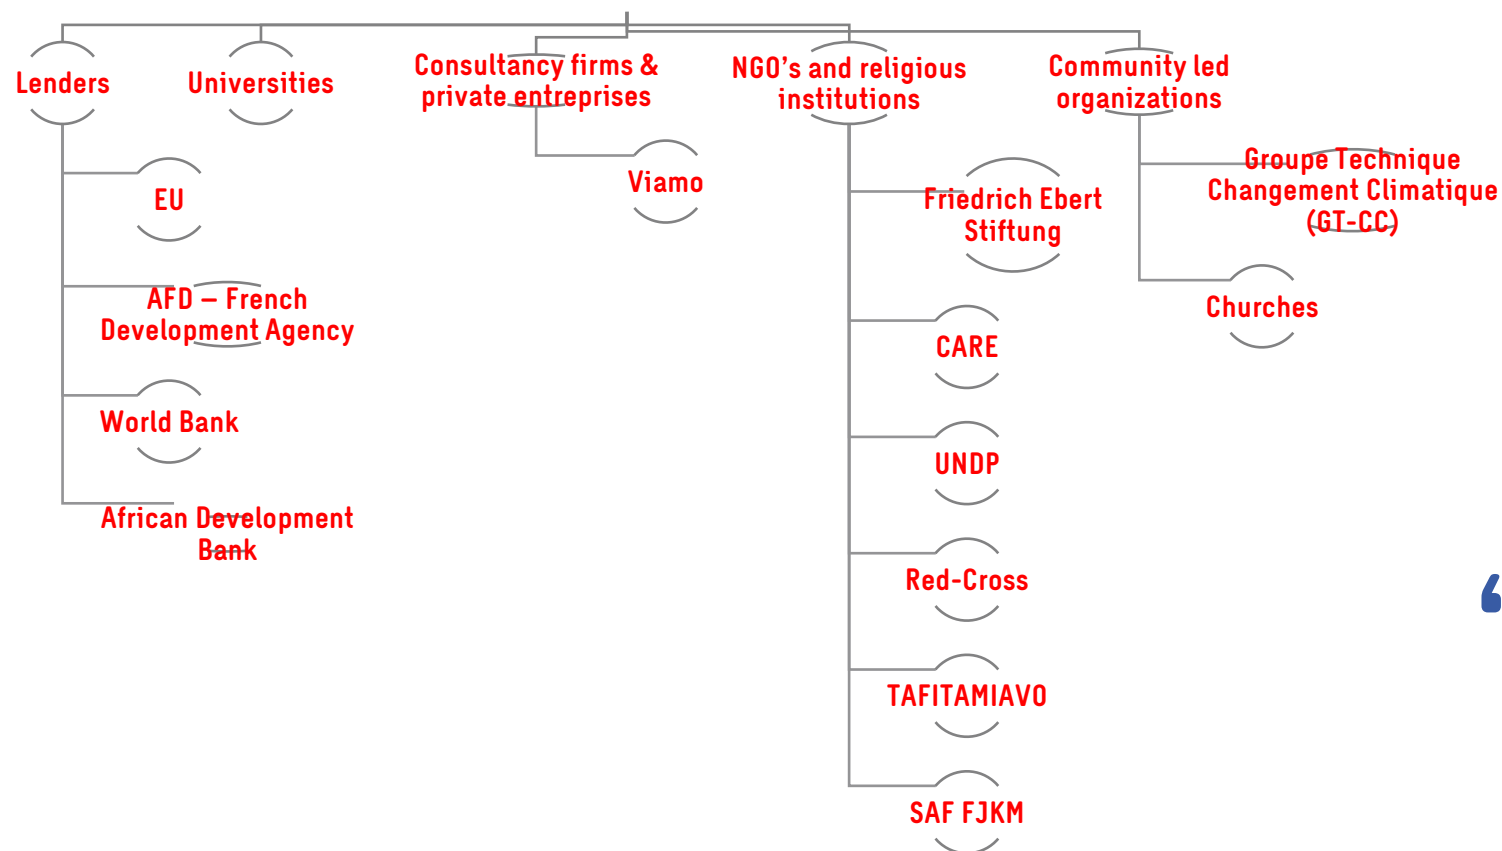 Lenders
Universities
Consultancy firms &
private entreprises
NGO’s and religious
institutions
Community led
organizations
EU
AFD – French
Development Agency
World Bank
African Development
Bank
Viamo
Friedrich Ebert
Stiftung
CARE
UNDP
Red-Cross
TAFITAMIAVO
SAF FJKM
Groupe Technique
Changement Climatique
(GT-CC)
Churches
‘